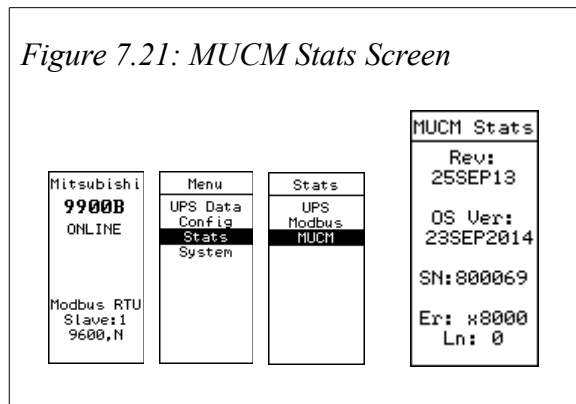 Figure 7.21: MUCM Stats Screen
Mitsubishi
9900B
ONLINE
Modbus RTU
Slave:1
9600,N
Menu
UPS Data
Config
Stats
System
Stats
UPS
Modbus
MUCM
MUCM Stats
Rev:
25SEP13
OS Ver:
23SEP2014
SN:800069
Er: x8000
Ln: 0